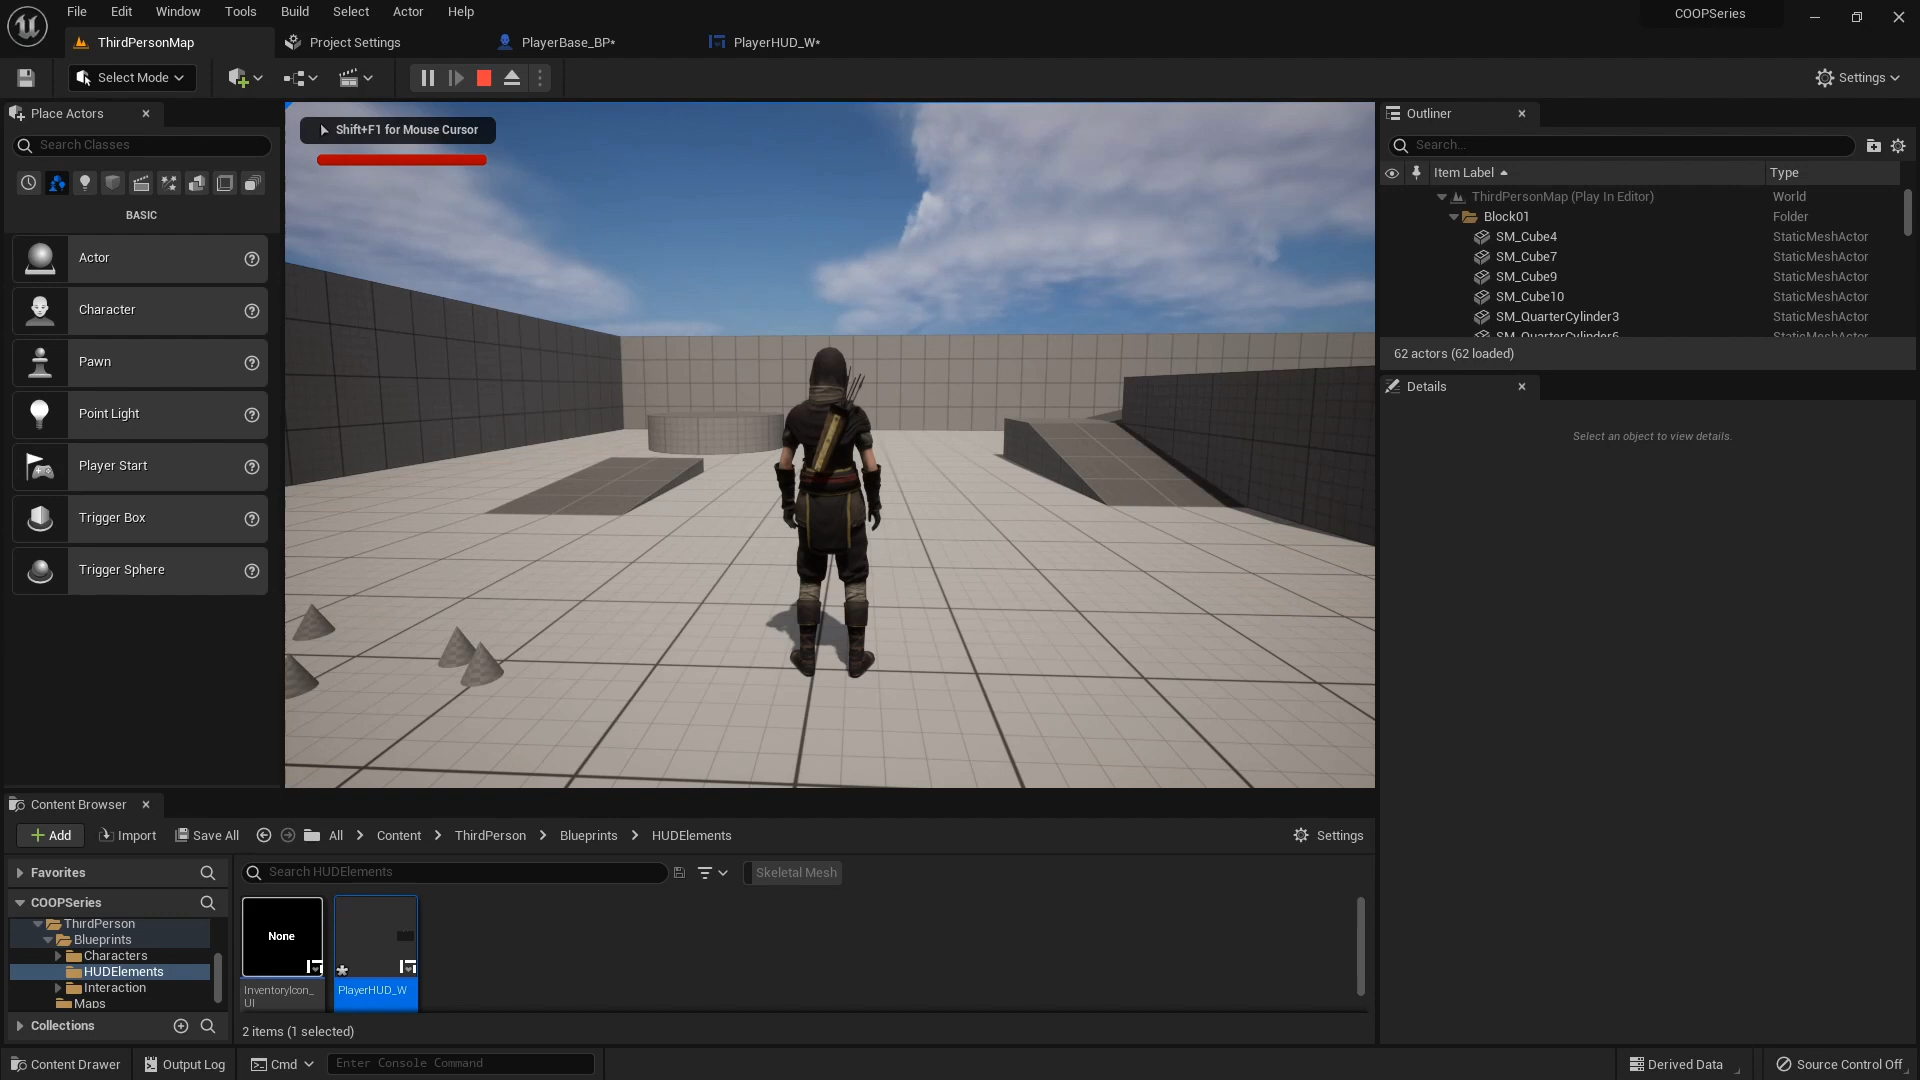 File Edit Window Tools Build Select Actor Help
COOPSeries
ThirdPersonMap
Project Settings
PlayerBase_BP*
PlayerHUD_W*
Select Mode
Settings
Place Actors
Search Classes
BASIC
Actor
Character
Pawn
Point Light
Player Start
Trigger Box
Trigger Sphere
Shift+F1 for Mouse Cursor
Outliner
Search...
Item Label Type
ThirdPersonMap (Play In Editor) World
Block01 Folder
SM_Cube4 StaticMeshActor
SM_Cube7 StaticMeshActor
SM_Cube9 StaticMeshActor
SM_Cube10 StaticMeshActor
SM_QuarterCylinder3 StaticMeshActor
SM_QuarterCylinder6 StaticMeshActor
62 actors (62 loaded)
Details
Select an object to view details.
Content Browser
Add Import Save All All Content ThirdPerson Blueprints HUDElements Settings
Favorites
Search HUDElements
Skeletal Mesh
COOPSeries
ThirdPerson
Blueprints
Characters
HUDElements
Interaction
Maps
Collections
None
InventoryIcon_
UI
PlayerHUD_W
2 items (1 selected)
Content Drawer Output Log Cmd Enter Console Command Derived Data Source Control Off